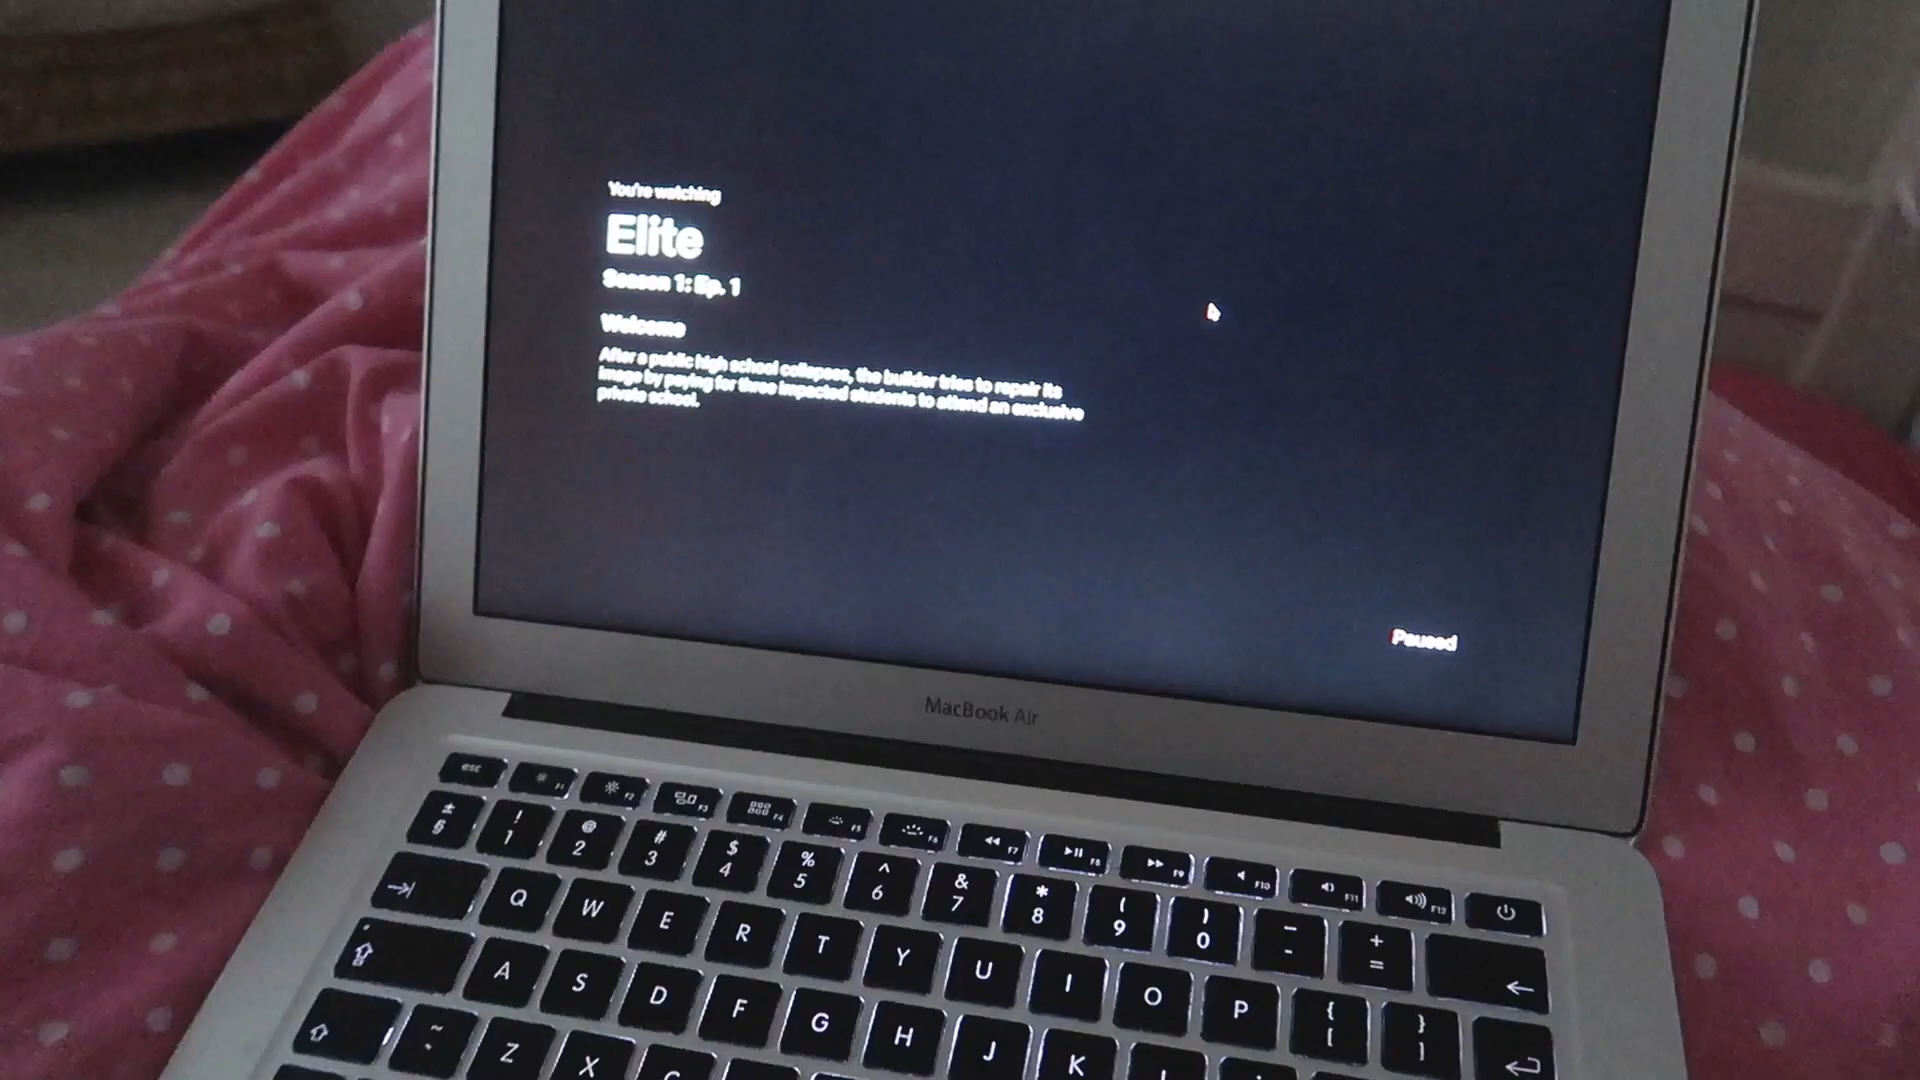 You're watching
Elite
Season 1: Ep. 1
Welcome
After a public high school collapses, the builder tries to repair its
image by paying for three impacted students to attend an exclusive
private school.
Paused
MacBook Air
esc F1 F2 F3 F4 F5 F6 F7 F8 F9 F10 F11 F12
± § ! 1 @ 2 # 3 $ 4 % 5 ^ 6 & 7 * 8 ( 9 ) 0 _ - + =
Q W E R T Y U I O P { [ } ]
A S D F G H J K
~ ` Z X